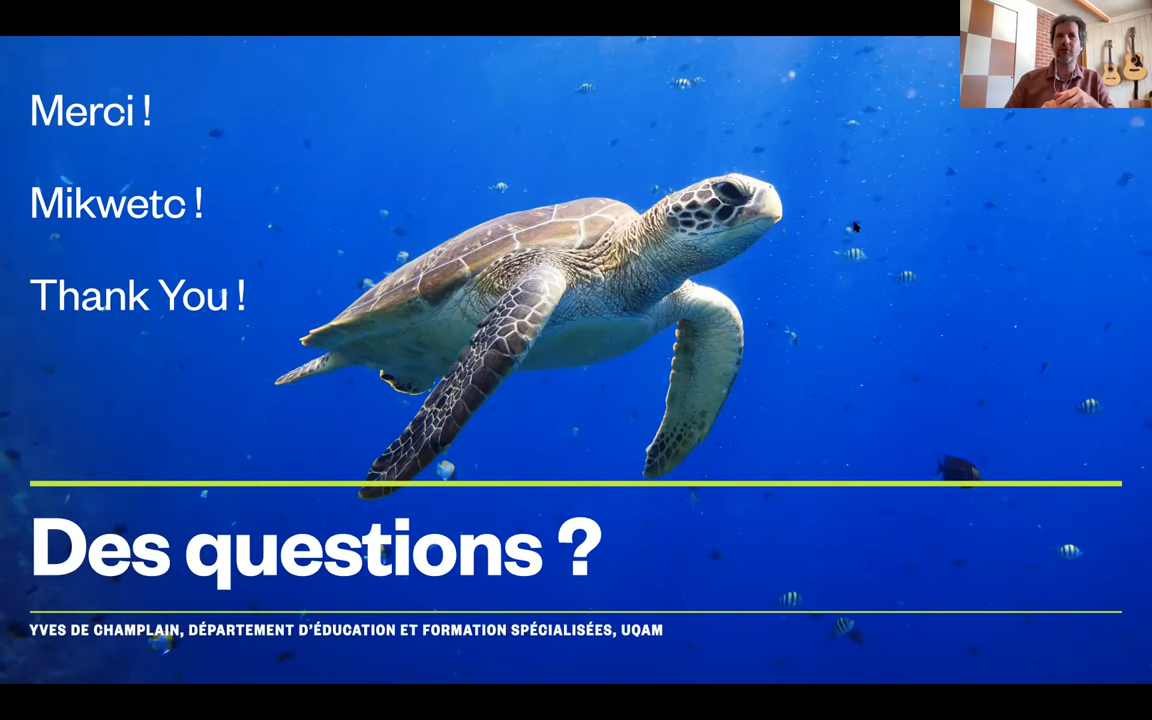 Merci !
Mikwetc !
Thank You !
Des questions ?
YVES DE CHAMPLAIN, DÉPARTEMENT D'ÉDUCATION ET FORMATION SPÉCIALISÉES, UQAM